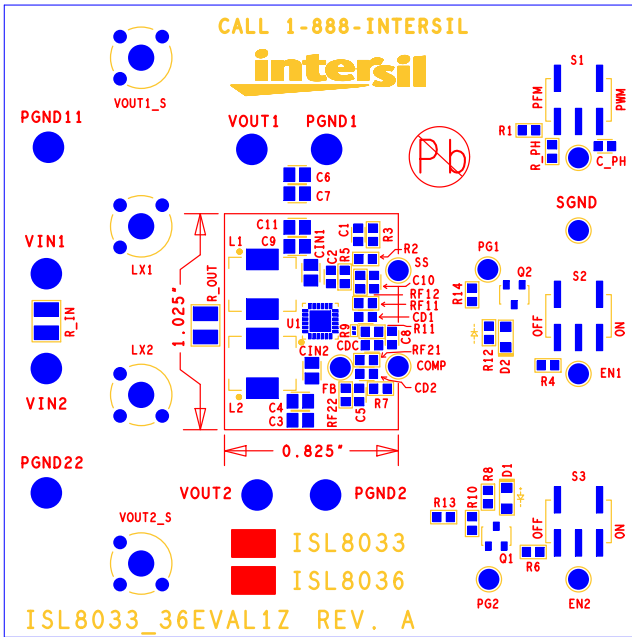 CALL 1-888-INTERSIL
intersil
VOUT1_S
PGND11
VOUT1
PGND1
Pb
S1
PFM
PWM
R1
R_PH
C_PH
C6
C7
SGND
VIN1
LX1
C11
C9
L1
CIN1
C1
R3
R2
SS
R5
C2
C10
RF12
RF11
CD1
PG1
Q2
R14
S2
OFF
ON
R_IN
R_OUT
1.025"
U1
R9
R11
C8
CDC
RF21
CIN2
COMP
R12
D2
R4
EN1
LX2
VIN2
L2
C4
C3
FB
RF22
C5
R7
CD2
0.825"
PGND22
VOUT2
PGND2
VOUT2_S
R13
R10
R8
D1
S3
OFF
ON
Q1
R6
PG2
EN2
ISL8033
ISL8036
ISL8033_36EVAL1Z REV. A